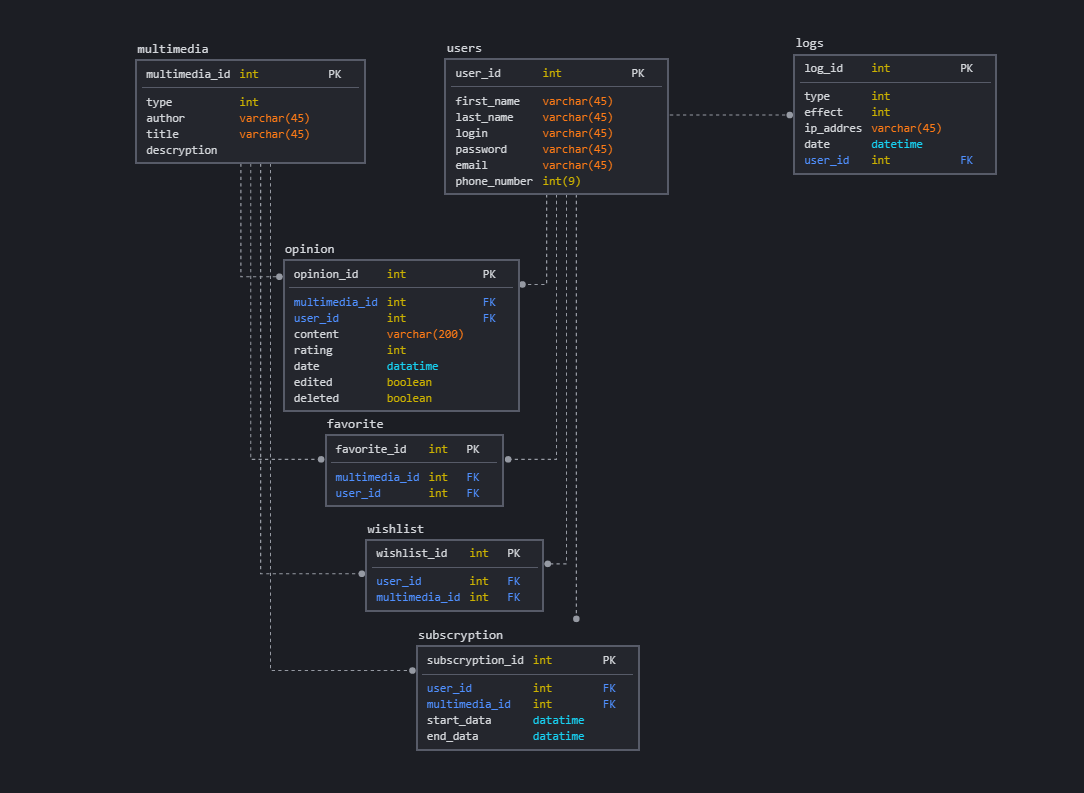 multimedia
multimedia_id int PK
type int
author varchar(45)
title varchar(45)
descryption
users
user_id int PK
first_name varchar(45)
last_name varchar(45)
login varchar(45)
password varchar(45)
email varchar(45)
phone_number int(9)
logs
log_id int PK
type int
effect int
ip_addres varchar(45)
date datetime
user_id int FK
opinion
opinion_id int PK
multimedia_id int FK
user_id int FK
content varchar(200)
rating int
date datatime
edited boolean
deleted boolean
favorite
favorite_id int PK
multimedia_id int FK
user_id int FK
wishlist
wishlist_id int PK
user_id int FK
multimedia_id int FK
subscryption
subscryption_id int PK
user_id int FK
multimedia_id int FK
start_data datatime
end_data datatime